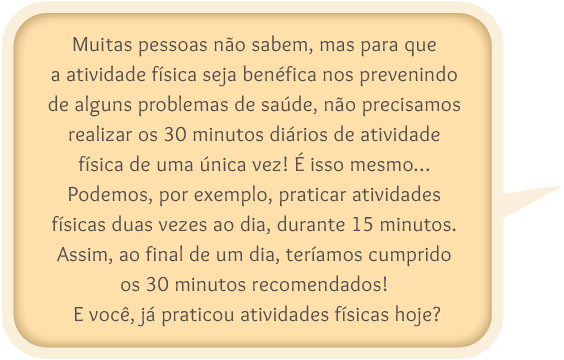 Muitas pessoas não sabem, mas para que
a atividade física seja benéfica nos prevenindo
de alguns problemas de saúde, não precisamos
realizar os 30 minutos diários de atividade
física de uma única vez! É isso mesmo...
Podemos, por exemplo, praticar atividades
físicas duas vezes ao dia, durante 15 minutos.
Assim, ao final de um dia, teríamos cumprido
os 30 minutos recomendados!
E você, já praticou atividades físicas hoje?